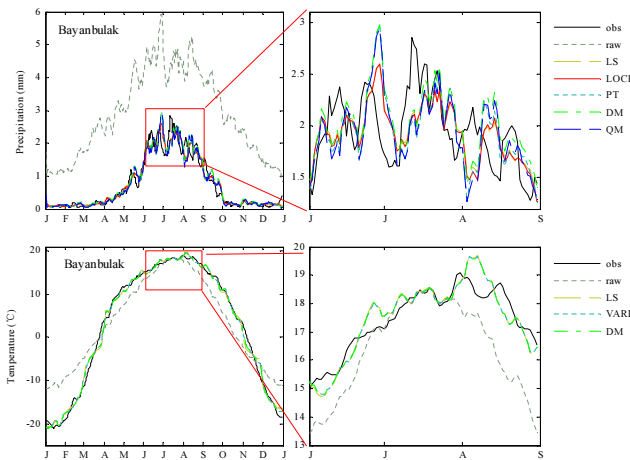 Bayanbulak
Precipitation (mm)
6
5
4
3
2
1
0
J F M A M J J A S O N D J
3
2.5
2
1.5
J J A S
obs
raw
LS
LOCI
PT
DM
QM
Bayanbulak
Temperature (℃)
20
10
0
-10
-20
J F M A M J J A S O N D J
20
19
18
17
16
15
14
13
J J A S
obs
raw
LS
VARI
DM